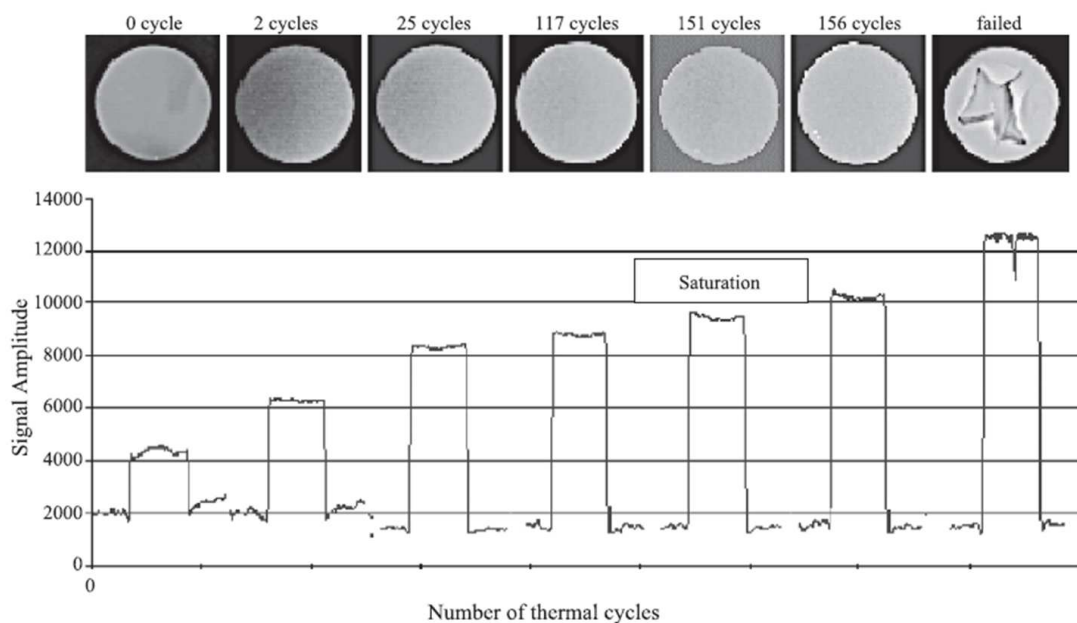 0 cycle 2 cycles 25 cycles 117 cycles 151 cycles 156 cycles failed
14000
12000
10000
8000
6000
4000
2000
0
0
Signal Amplitude
Saturation
Number of thermal cycles